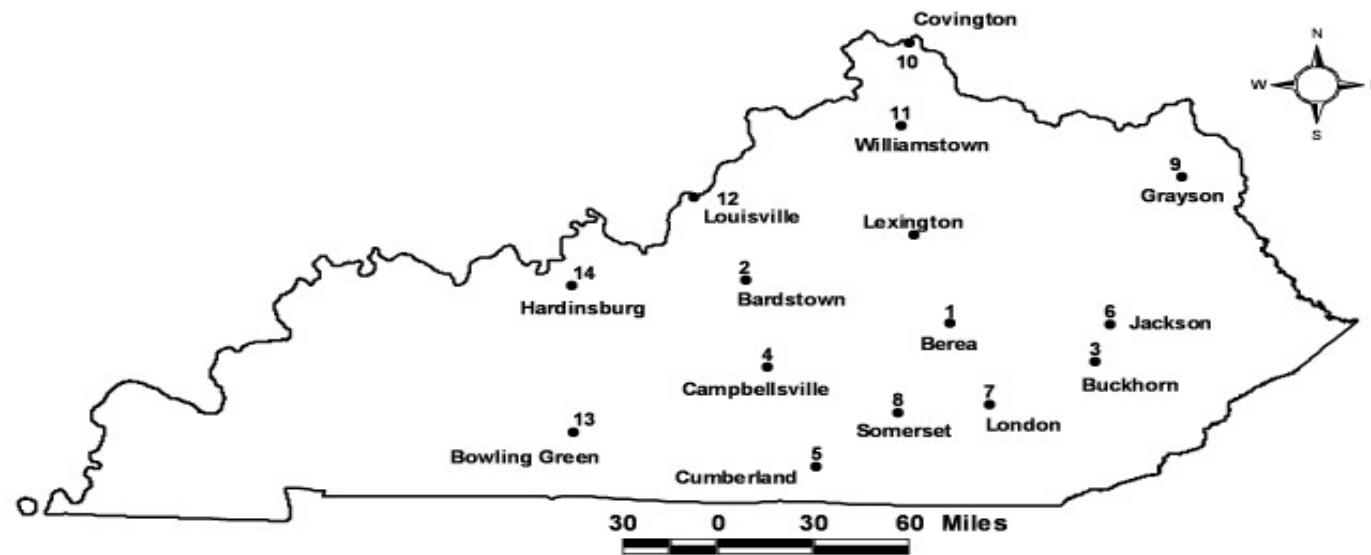 Covington
10
N
W
S
11
Williamstown
9
Grayson
12
Louisville
Lexington
14
Hardinsburg
2
Bardstown
1
Berea
6
Jackson
3
Buckhorn
4
Campbellsville
8
Somerset
7
London
13
Bowling Green
5
Cumberland
30 0 30 60 Miles